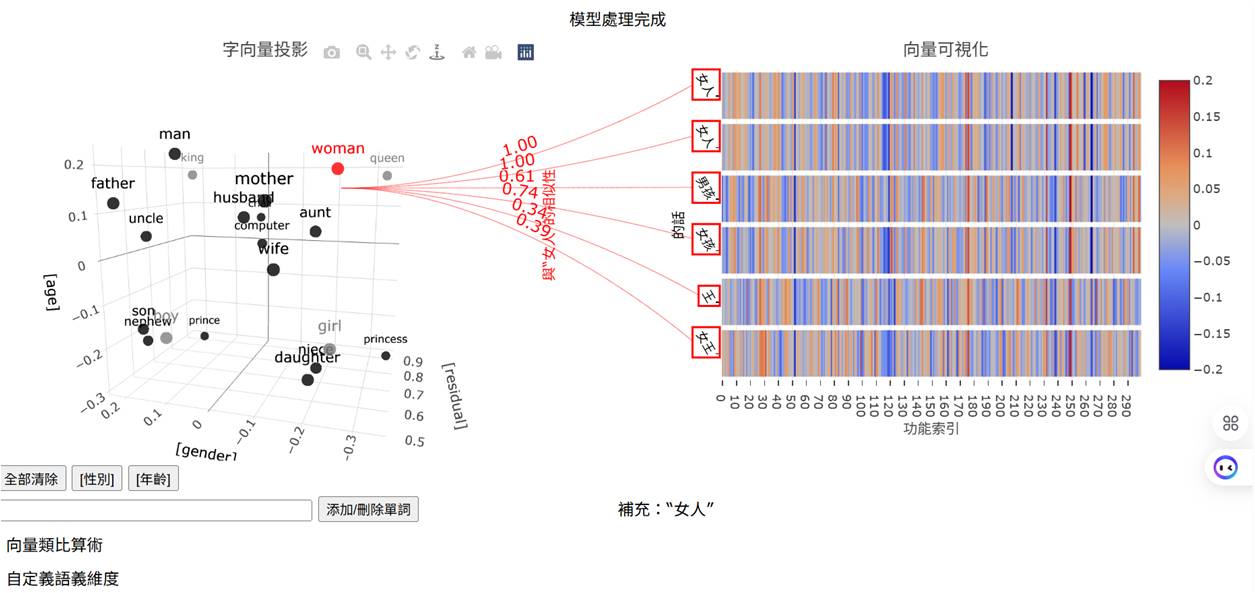 模型處理完成
字向量投影
man
king
woman
queen
father
mother
husband
child
uncle
computer
aunt
wife
son
nephew
boy
prince
girl
princess
niece
daughter
0.2
0.1
0
−0.1
−0.2
[age]
−0.3
0.2
0.1
0
−0.1
−0.2
−0.3
[gender]
0.9
0.8
0.7
0.6
0.5
[residual]
1.00
1.00
0.61
0.74
0.34
0.39
與“女人”的相似性
向量可視化
的話
女人
女人
男孩
女孩
王
女王
0 10 20 30 40 50 60 70 80 90 100 110 120 130 140 150 160 170 180 190 200 210 220 230 240 250 260 270 280 290
功能索引
0.2
0.15
0.1
0.05
0
−0.05
−0.1
−0.15
−0.2
全部清除 [性別] [年齡]
添加/刪除單詞
補充：“女人”
向量類比算術
自定義語義維度